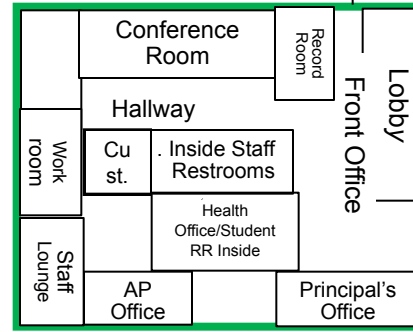 Conference
Room
Record
Room
Lobby
Front Office
Hallway
Work
room
Cu
st.
. Inside Staff
Restrooms
Health
Office/Student
RR Inside
Staff
Lounge
AP
Office
Principal's
Office